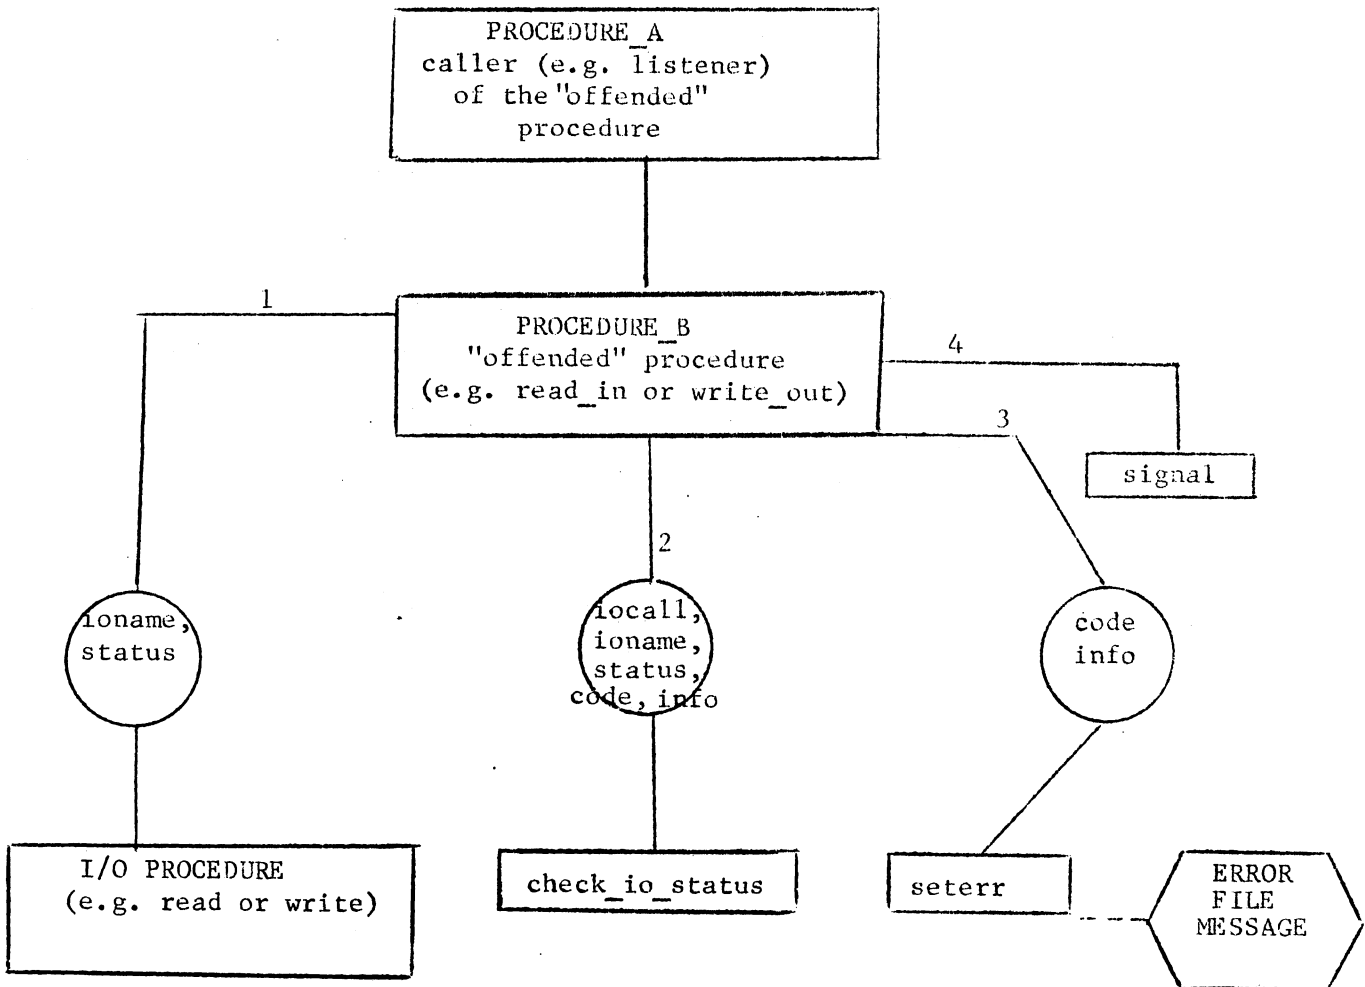 PROCEDURE_A
caller (e.g. listener)
of the "offended"
procedure
1
PROCEDURE_B
"offended" procedure
(e.g. read_in or write_out)
4
3
signal
2
ioname,
status
iocall,
ioname,
status,
code, info
code
info
I/O PROCEDURE
(e.g. read or write)
check_io_status
seterr
ERROR
FILE
MESSAGE